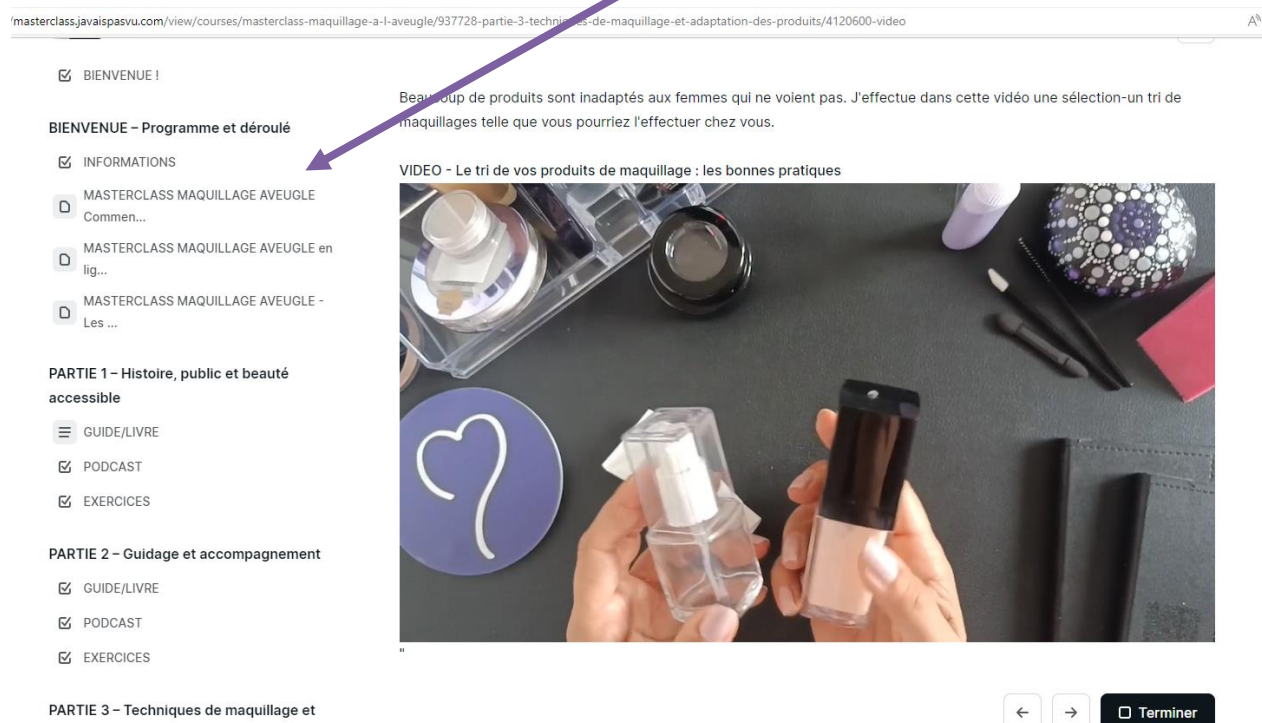 /masterclass.javaispasvu.com/view/courses/masterclass-maquillage-a-l-aveugle/937728-partie-3-techniques-de-maquillage-et-adaptation-des-produits/4120600-video
BIENVENUE !
BIENVENUE – Programme et déroulé
INFORMATIONS
MASTERCLASS MAQUILLAGE AVEUGLE
Commen...
MASTERCLASS MAQUILLAGE AVEUGLE en
lig...
MASTERCLASS MAQUILLAGE AVEUGLE -
Les ...
PARTIE 1 – Histoire, public et beauté
accessible
GUIDE/LIVRE
PODCAST
EXERCICES
PARTIE 2 – Guidage et accompagnement
GUIDE/LIVRE
PODCAST
EXERCICES
PARTIE 3 – Techniques de maquillage et
Beaucoup de produits sont inadaptés aux femmes qui ne voient pas. J'effectue dans cette vidéo une sélection-un tri de
maquillages telle que vous pourriez l'effectuer chez vous.
VIDEO - Le tri de vos produits de maquillage : les bonnes pratiques
"
Terminer